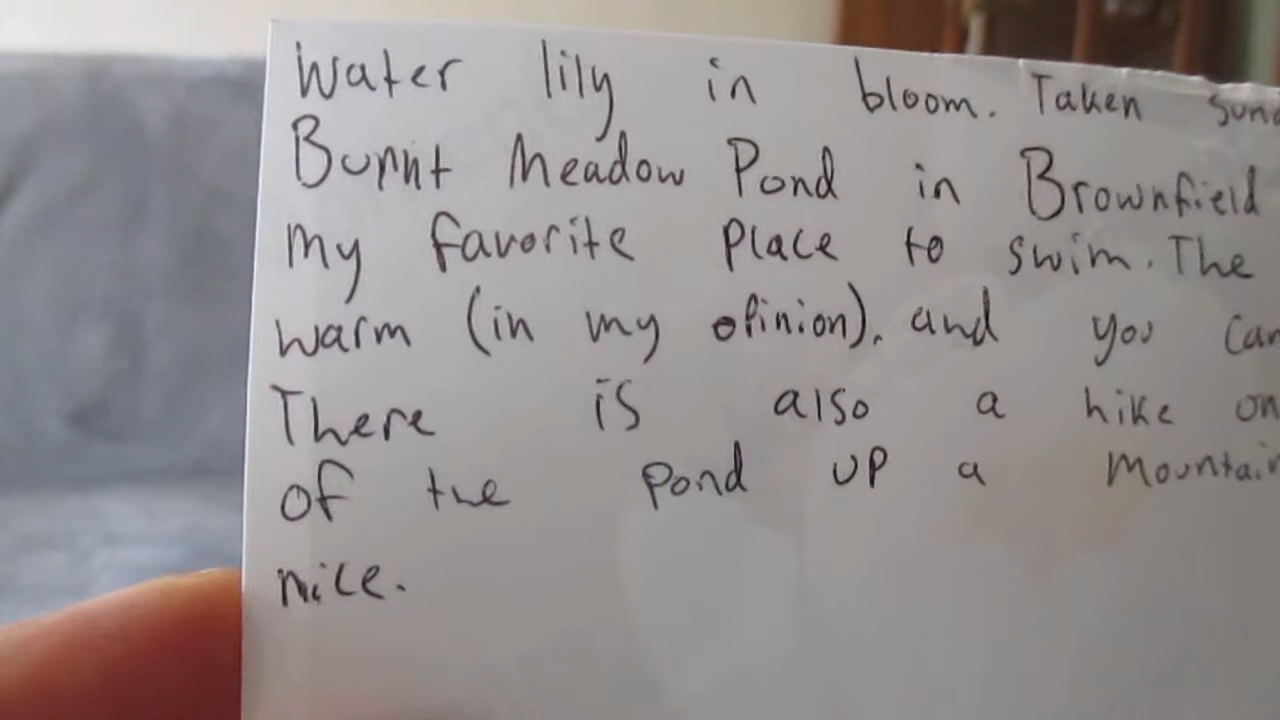 Water lily in bloom. Taken
Burnt Meadow Pond in Brownfield
my favorite place to swim. The
warm (in my opinion), and you
There is also a hike on
of the pond up a
nice.